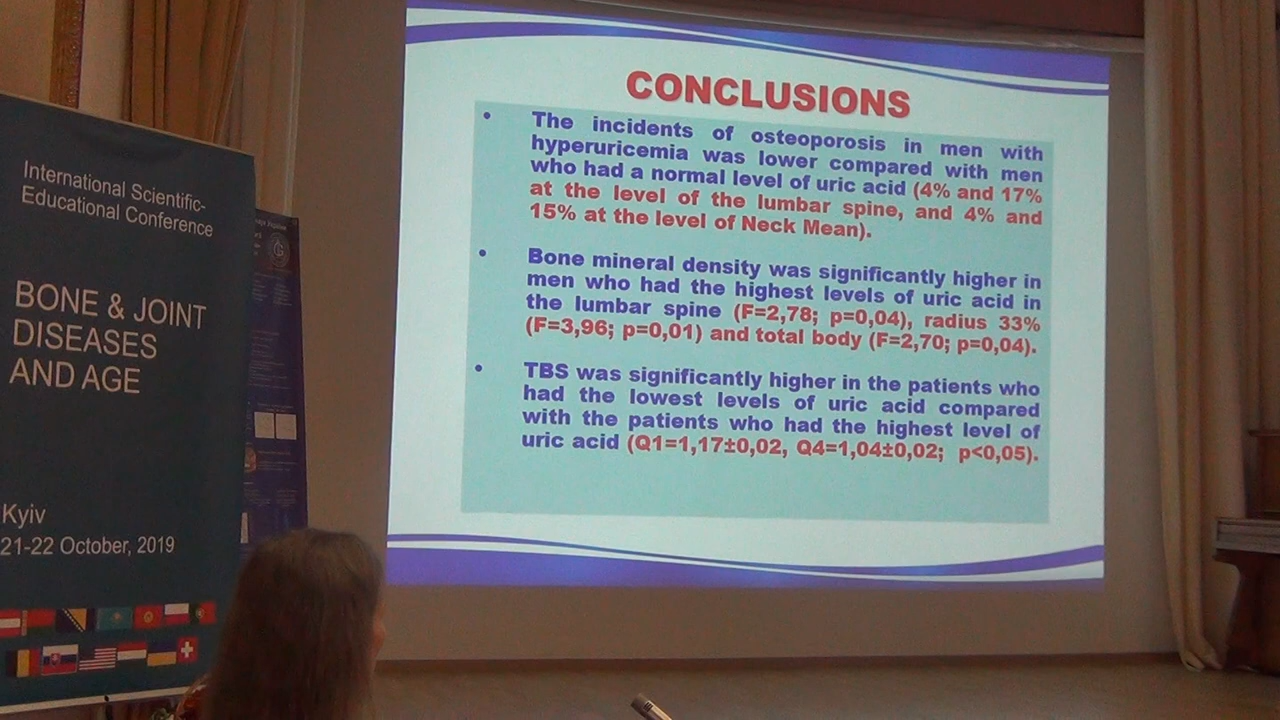 International Scientific-
Educational Conference
BONE & JOINT
DISEASES
AND AGE
Kyiv
21-22 October, 2019
CONCLUSIONS
• The incidents of osteoporosis in men with
hyperuricemia was lower compared with men
who had a normal level of uric acid (4% and 17%
at the level of the lumbar spine, and 4% and
15% at the level of Neck Mean).
• Bone mineral density was significantly higher in
men who had the highest levels of uric acid in
the lumbar spine (F=2,78; p=0,04), radius 33%
(F=3,96; p=0,01) and total body (F=2,70; p=0,04).
• TBS was significantly higher in the patients who
had the lowest levels of uric acid compared
with the patients who had the highest level of
uric acid (Q1=1,17±0,02, Q4=1,04±0,02; p<0,05).